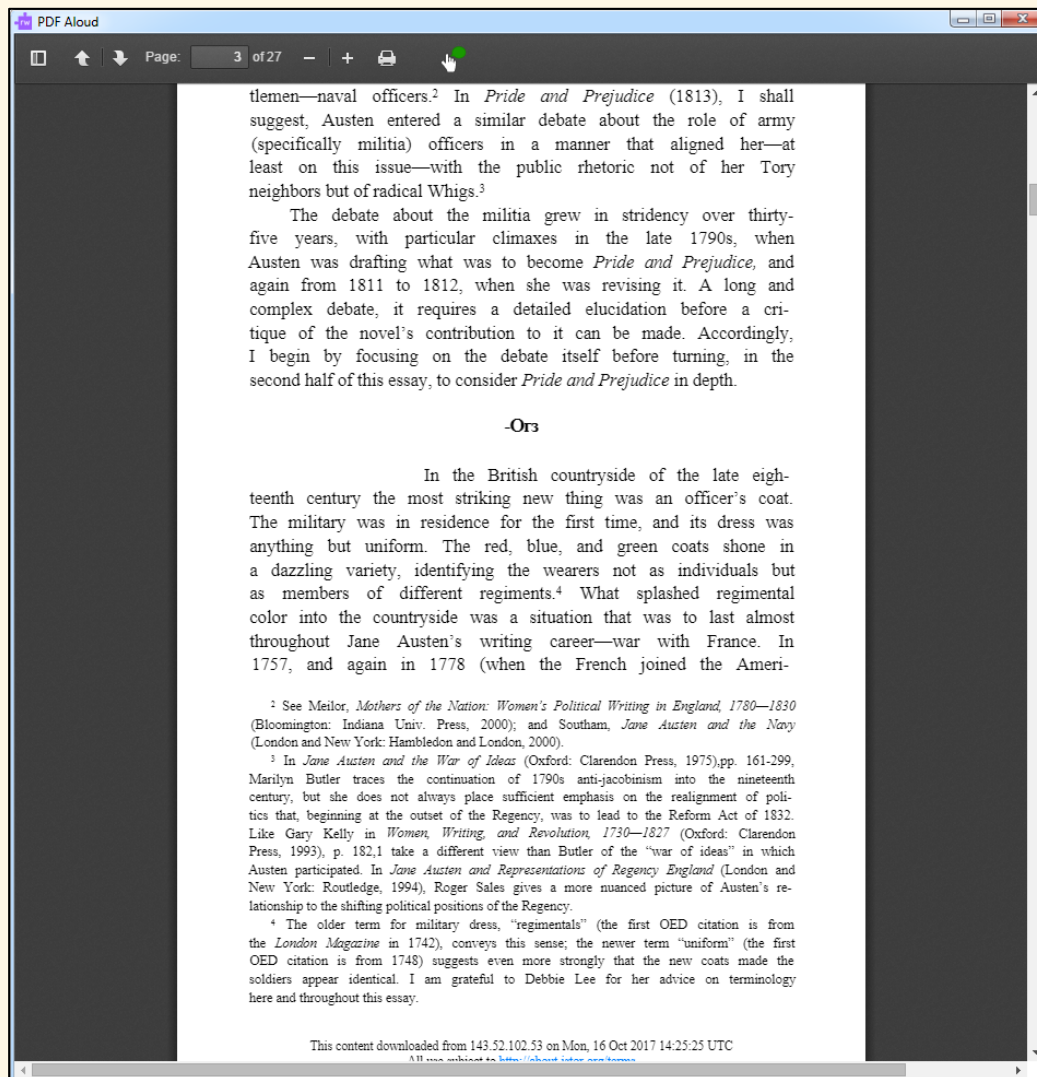 PDF Aloud
Page: 3 of 27
tlemen—naval officers.² In Pride and Prejudice (1813), I shall
suggest, Austen entered a similar debate about the role of army
(specifically militia) officers in a manner that aligned her—at
least on this issue—with the public rhetoric not of her Tory
neighbors but of radical Whigs.³
The debate about the militia grew in stridency over thirty-
five years, with particular climaxes in the late 1790s, when
Austen was drafting what was to become Pride and Prejudice, and
again from 1811 to 1812, when she was revising it. A long and
complex debate, it requires a detailed elucidation before a cri-
tique of the novel's contribution to it can be made. Accordingly,
I begin by focusing on the debate itself before turning, in the
second half of this essay, to consider Pride and Prejudice in depth.
-Oтз
In the British countryside of the late eigh-
teenth century the most striking new thing was an officer's coat.
The military was in residence for the first time, and its dress was
anything but uniform. The red, blue, and green coats shone in
a dazzling variety, identifying the wearers not as individuals but
as members of different regiments.⁴ What splashed regimental
color into the countryside was a situation that was to last almost
throughout Jane Austen's writing career—war with France. In
1757, and again in 1778 (when the French joined the Ameri-
² See Meilor, Mothers of the Nation: Women's Political Writing in England, 1780—1830
(Bloomington: Indiana Univ. Press, 2000); and Southam, Jane Austen and the Navy
(London and New York: Hambledon and London, 2000).
³ In Jane Austen and the War of Ideas (Oxford: Clarendon Press, 1975),pp. 161-299,
Marilyn Butler traces the continuation of 1790s anti-jacobinism into the nineteenth
century, but she does not always place sufficient emphasis on the realignment of poli-
tics that, beginning at the outset of the Regency, was to lead to the Reform Act of 1832.
Like Gary Kelly in Women, Writing, and Revolution, 1730—1827 (Oxford: Clarendon
Press, 1993), p. 182,1 take a different view than Butler of the "war of ideas" in which
Austen participated. In Jane Austen and Representations of Regency England (London and
New York: Routledge, 1994), Roger Sales gives a more nuanced picture of Austen's re-
lationship to the shifting political positions of the Regency.
⁴ The older term for military dress, "regimentals" (the first OED citation is from
the London Magazine in 1742), conveys this sense; the newer term "uniform" (the first
OED citation is from 1748) suggests even more strongly that the new coats made the
soldiers appear identical. I am grateful to Debbie Lee for her advice on terminology
here and throughout this essay.
This content downloaded from 143.52.102.53 on Mon, 16 Oct 2017 14:25:25 UTC
All use subject to http://about.jstor.org/terms